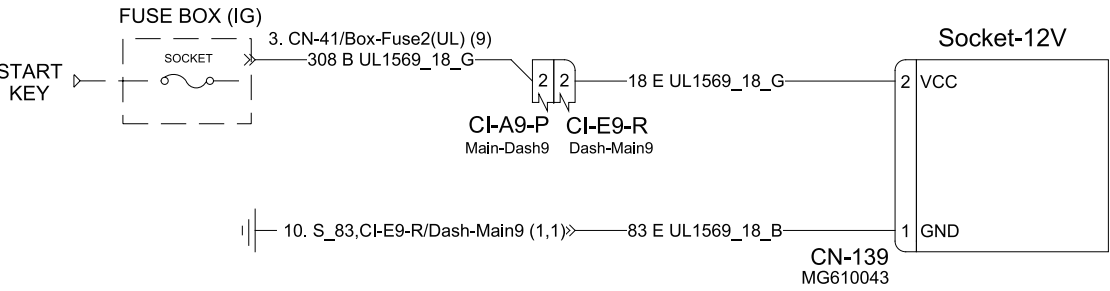 FUSE BOX (IG)
3. CN-41/Box-Fuse2(UL) (9)
Socket-12V
SOCKET
308 B UL1569_18_G
START
KEY
2
2
18 E UL1569_18_G
2
VCC
CI-A9-P
CI-E9-R
Main-Dash9
Dash-Main9
10. S_83,CI-E9-R/Dash-Main9 (1,1)
83 E UL1569_18_B
1
GND
CN-139
MG610043